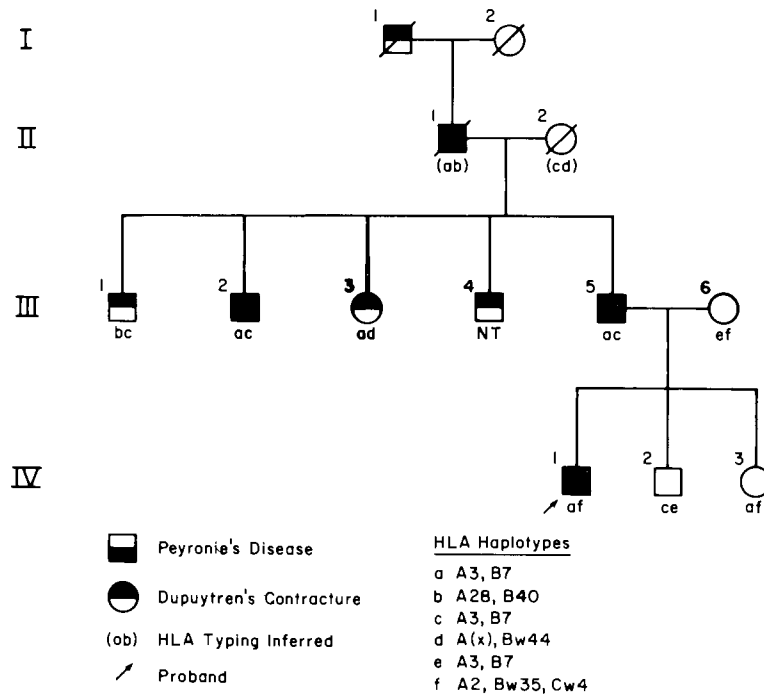 I
1
2
II
1
2
(ab)
(cd)
III
1
2
3
4
5
6
bc
ac
ad
NT
ac
ef
IV
1
2
3
af
ce
af
Peyronie's Disease
Dupuytren's Contracture
(ab) HLA Typing Inferred
Proband
HLA Haplotypes
a A3, B7
b A28, B40
c A3, B7
d A(x), Bw44
e A3, B7
f A2, Bw35, Cw4